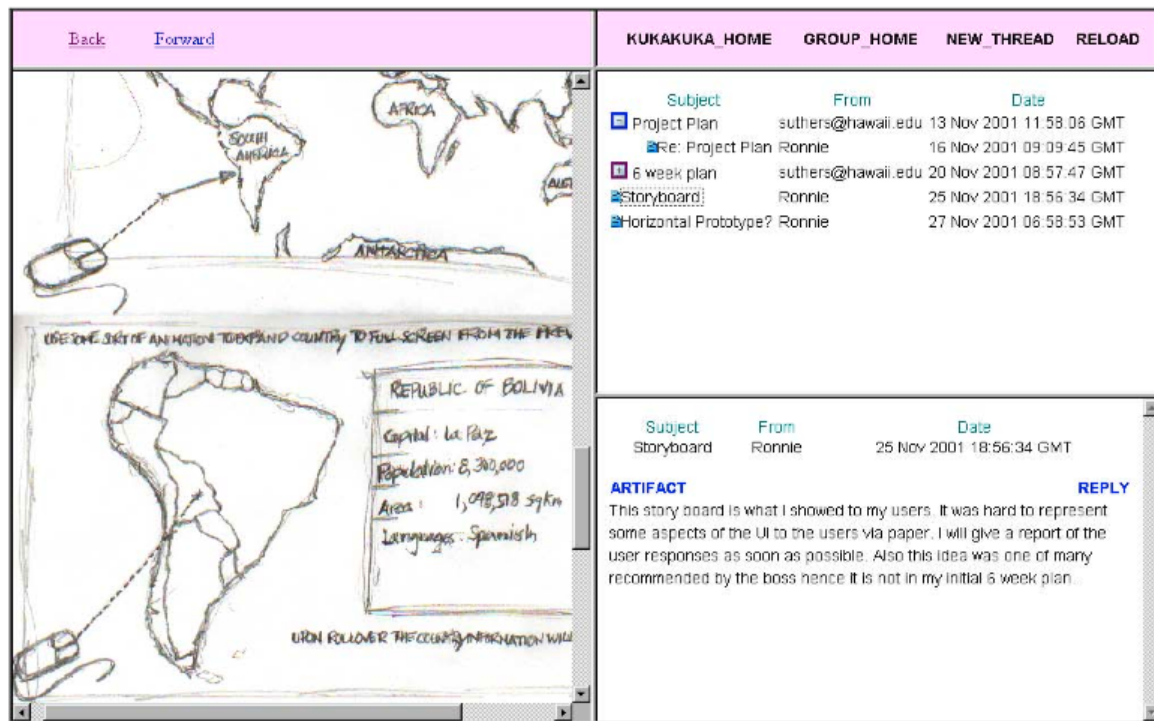 Back Forward
KUKAKUKA_HOME GROUP_HOME NEW_THREAD RELOAD
AFRICA
SOUTH
AMERICA
ANTARCTICA
USE SOME SORT OF ANIMATION TO EXPAND COUNTRY TO FULL SCREEN FROM THE
REPUBLIC OF BOLIVIA
Capital: La Paz
Population: 8,300,000
Area: 1,098,518 sqkm
Languages: Spanish
UPON ROLLOVER THE COUNTRY INFORMATION WILL
Subject From Date
Project Plan suthers@hawaii.edu 13 Nov 2001 11:58:06 GMT
Re: Project Plan Ronnie 16 Nov 2001 09:09:45 GMT
6 week plan suthers@hawaii.edu 20 Nov 2001 08:57:47 GMT
Storyboard Ronnie 25 Nov 2001 18:56:34 GMT
Horizontal Prototype? Ronnie 27 Nov 2001 06:58:53 GMT
Subject From Date
Storyboard Ronnie 25 Nov 2001 18:56:34 GMT
ARTIFACT REPLY
This story board is what I showed to my users. It was hard to represent
some aspects of the UI to the users via paper. I will give a report of the
user responses as soon as possible. Also this idea was one of many
recommended by the boss hence it is not in my initial 6 week plan.